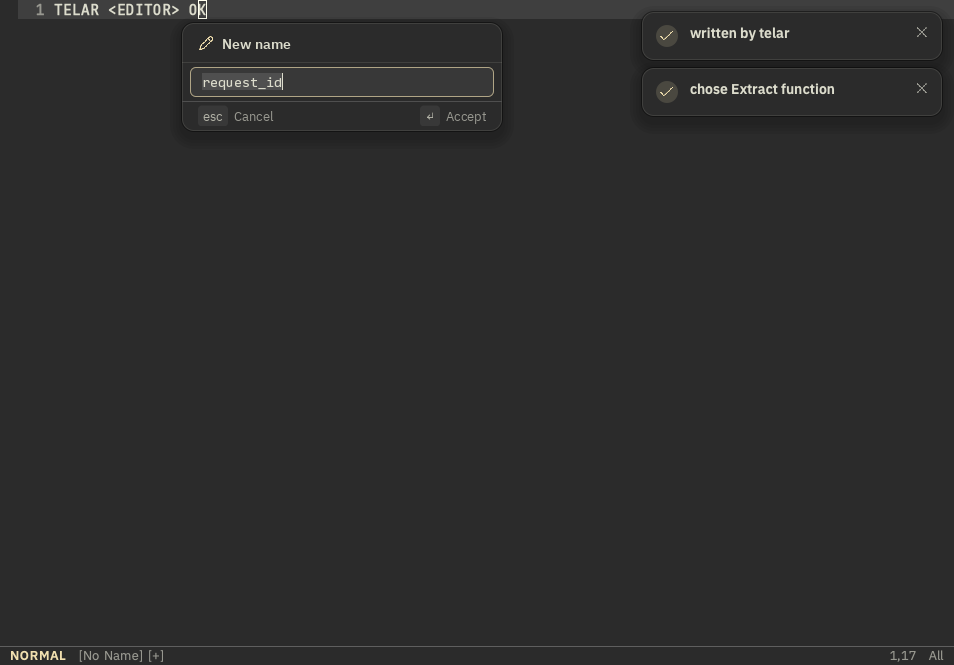 1 TELAR <EDITOR> OK
New name
request_id
esc Cancel ↵ Accept
written by telar
chose Extract function
NORMAL [No Name] [+] 1,17 All